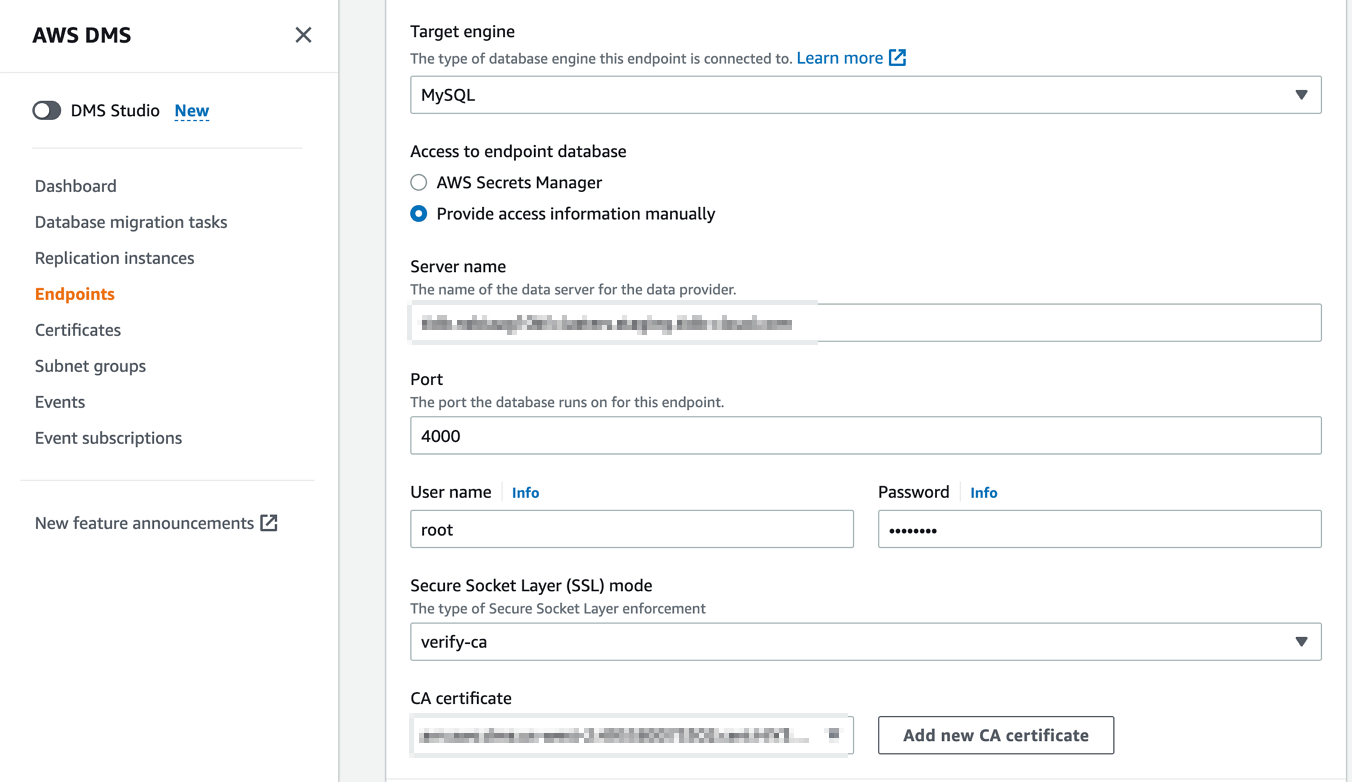 AWS DMS
DMS Studio New
Dashboard
Database migration tasks
Replication instances
Endpoints
Certificates
Subnet groups
Events
Event subscriptions
New feature announcements
Target engine
The type of database engine this endpoint is connected to. Learn more
MySQL
Access to endpoint database
AWS Secrets Manager
Provide access information manually
Server name
The name of the data server for the data provider.
Port
The port the database runs on for this endpoint.
4000
User name Info
Password Info
root
••••••••
Secure Socket Layer (SSL) mode
The type of Secure Socket Layer enforcement
verify-ca
CA certificate
Add new CA certificate